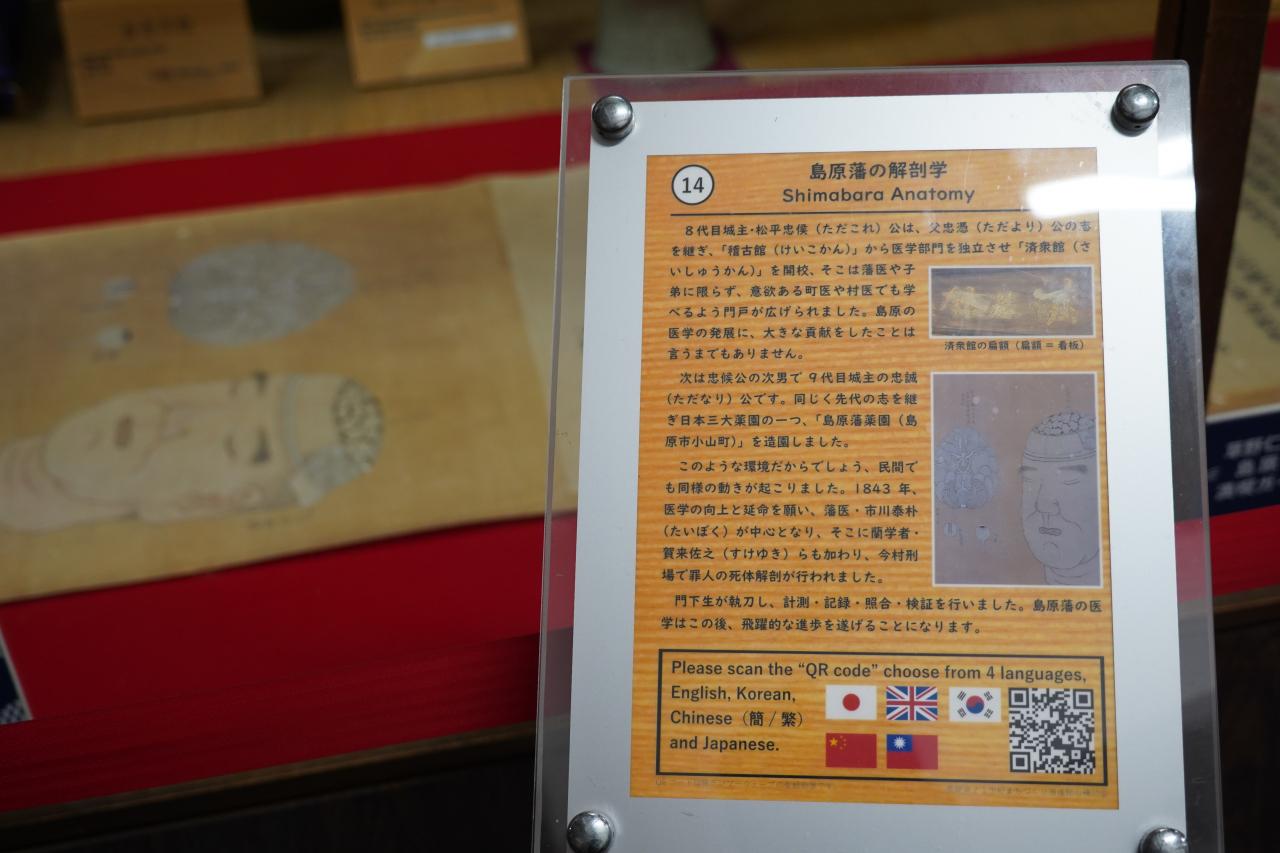 14
島原藩の解剖学
Shimabara Anatomy
8代目城主・松平忠侯（ただこれ）公は、父忠馮（ただより）公の志
を継ぎ、「稽古館（けいこかん）」から医学部門を独立させ「済衆館（さ
いしゅうかん）」を開校、そこは藩医や子
弟に限らず、意欲ある町医や村医でも学
べるよう門戸が広げられました。島原の
医学の発展に、大きな貢献をしたことは
言うまでもありません。
済衆館の扁額（扁額 = 看板）
次は忠候公の次男で 9代目城主の忠誠
（ただなり）公です。同じく先代の志を継
ぎ日本三大薬園の一つ、「島原藩薬園（島
原市小山町）」を造園しました。
このような環境だからでしょう、民間で
も同様の動きが起こりました。1843 年、
医学の向上と延命を願い、藩医・市川泰朴
（たいぼく）が中心となり、そこに蘭学者・
賀来佐之（すけゆき）らも加わり、今村刑
場で罪人の死体解剖が行われました。
門下生が執刀し、計測・記録・照合・検証を行いました。島原藩の医
学はこの後、飛躍的な進歩を遂げることになります。
Please scan the “QR code” choose from 4 languages,
English, Korean,
Chinese（簡 / 繁）
and Japanese.